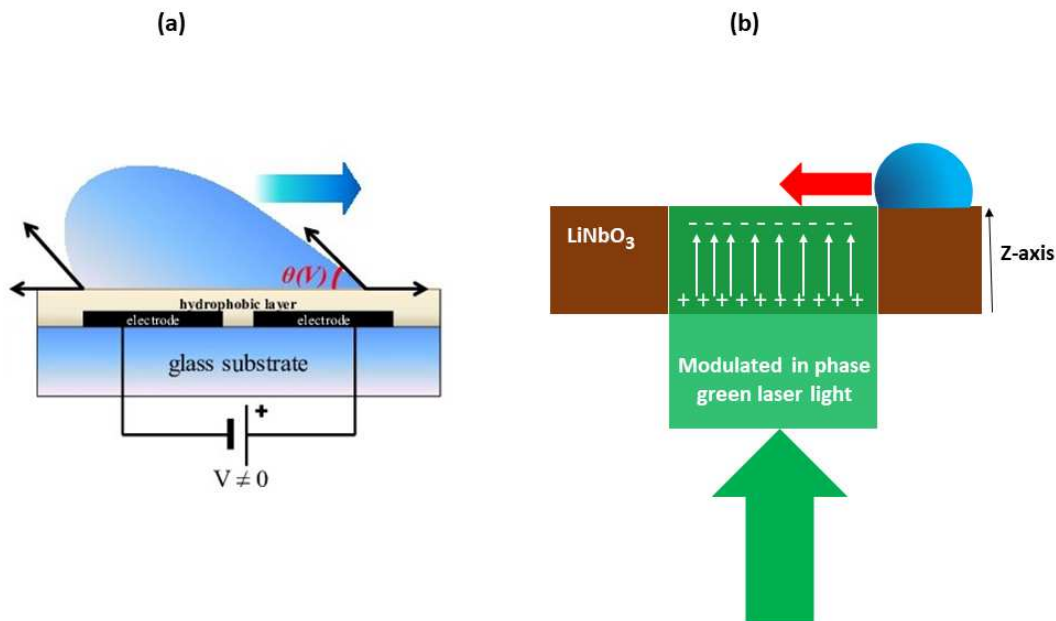 (a)
θ(V)
hydrophobic layer
electrode electrode
glass substrate
+
V ≠ 0
(b)
LiNbO3
Z-axis
- - - - - - - - -
+ + + + + + + + +
Modulated in phase
green laser light